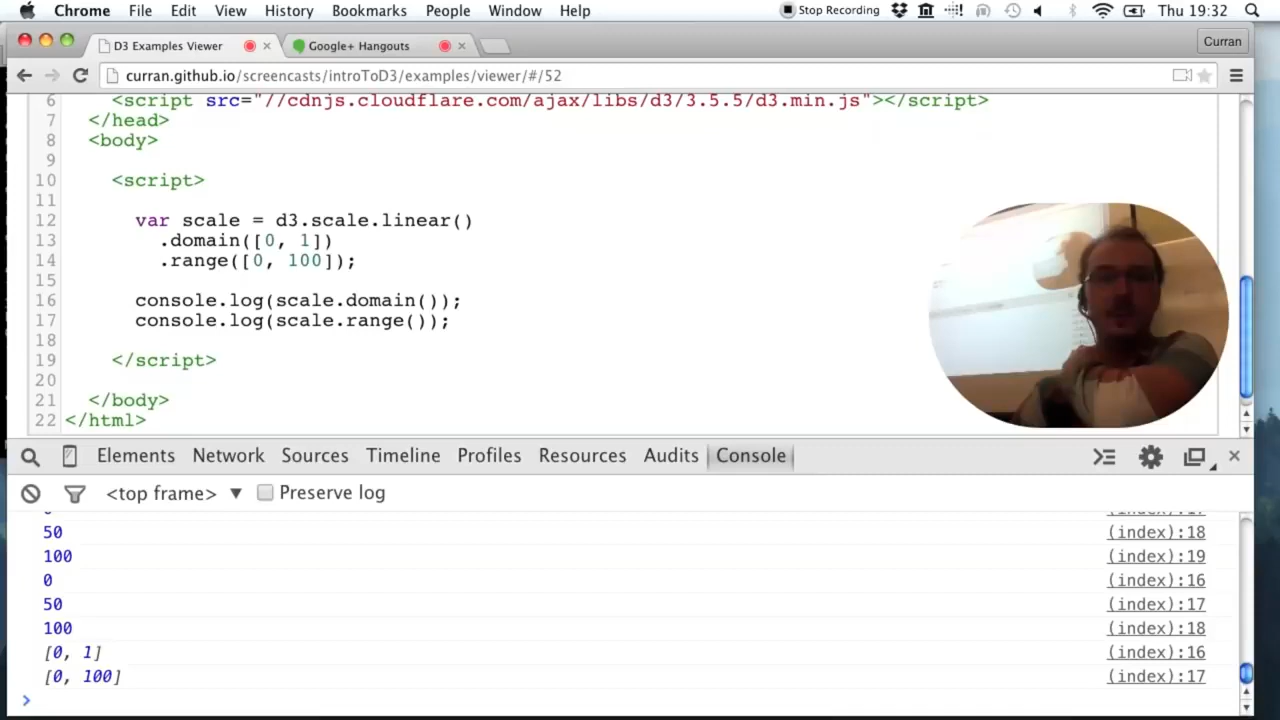 Chrome File Edit View History Bookmarks People Window Help Stop Recording Thu 19:32
D3 Examples Viewer Google+ Hangouts Curran
curran.github.io/screencasts/introToD3/examples/viewer/#/52
6 <script src="//cdnjs.cloudflare.com/ajax/libs/d3/3.5.5/d3.min.js"></script>
7 </head>
8 <body>
9
10 <script>
11
12 var scale = d3.scale.linear()
13 .domain([0, 1])
14 .range([0, 100]);
15
16 console.log(scale.domain());
17 console.log(scale.range());
18
19 </script>
20
21 </body>
22 </html>
Elements Network Sources Timeline Profiles Resources Audits Console
<top frame> ▼ Preserve log
50 (index):18
100 (index):19
0 (index):16
50 (index):17
100 (index):18
[0, 1] (index):16
[0, 100] (index):17
>